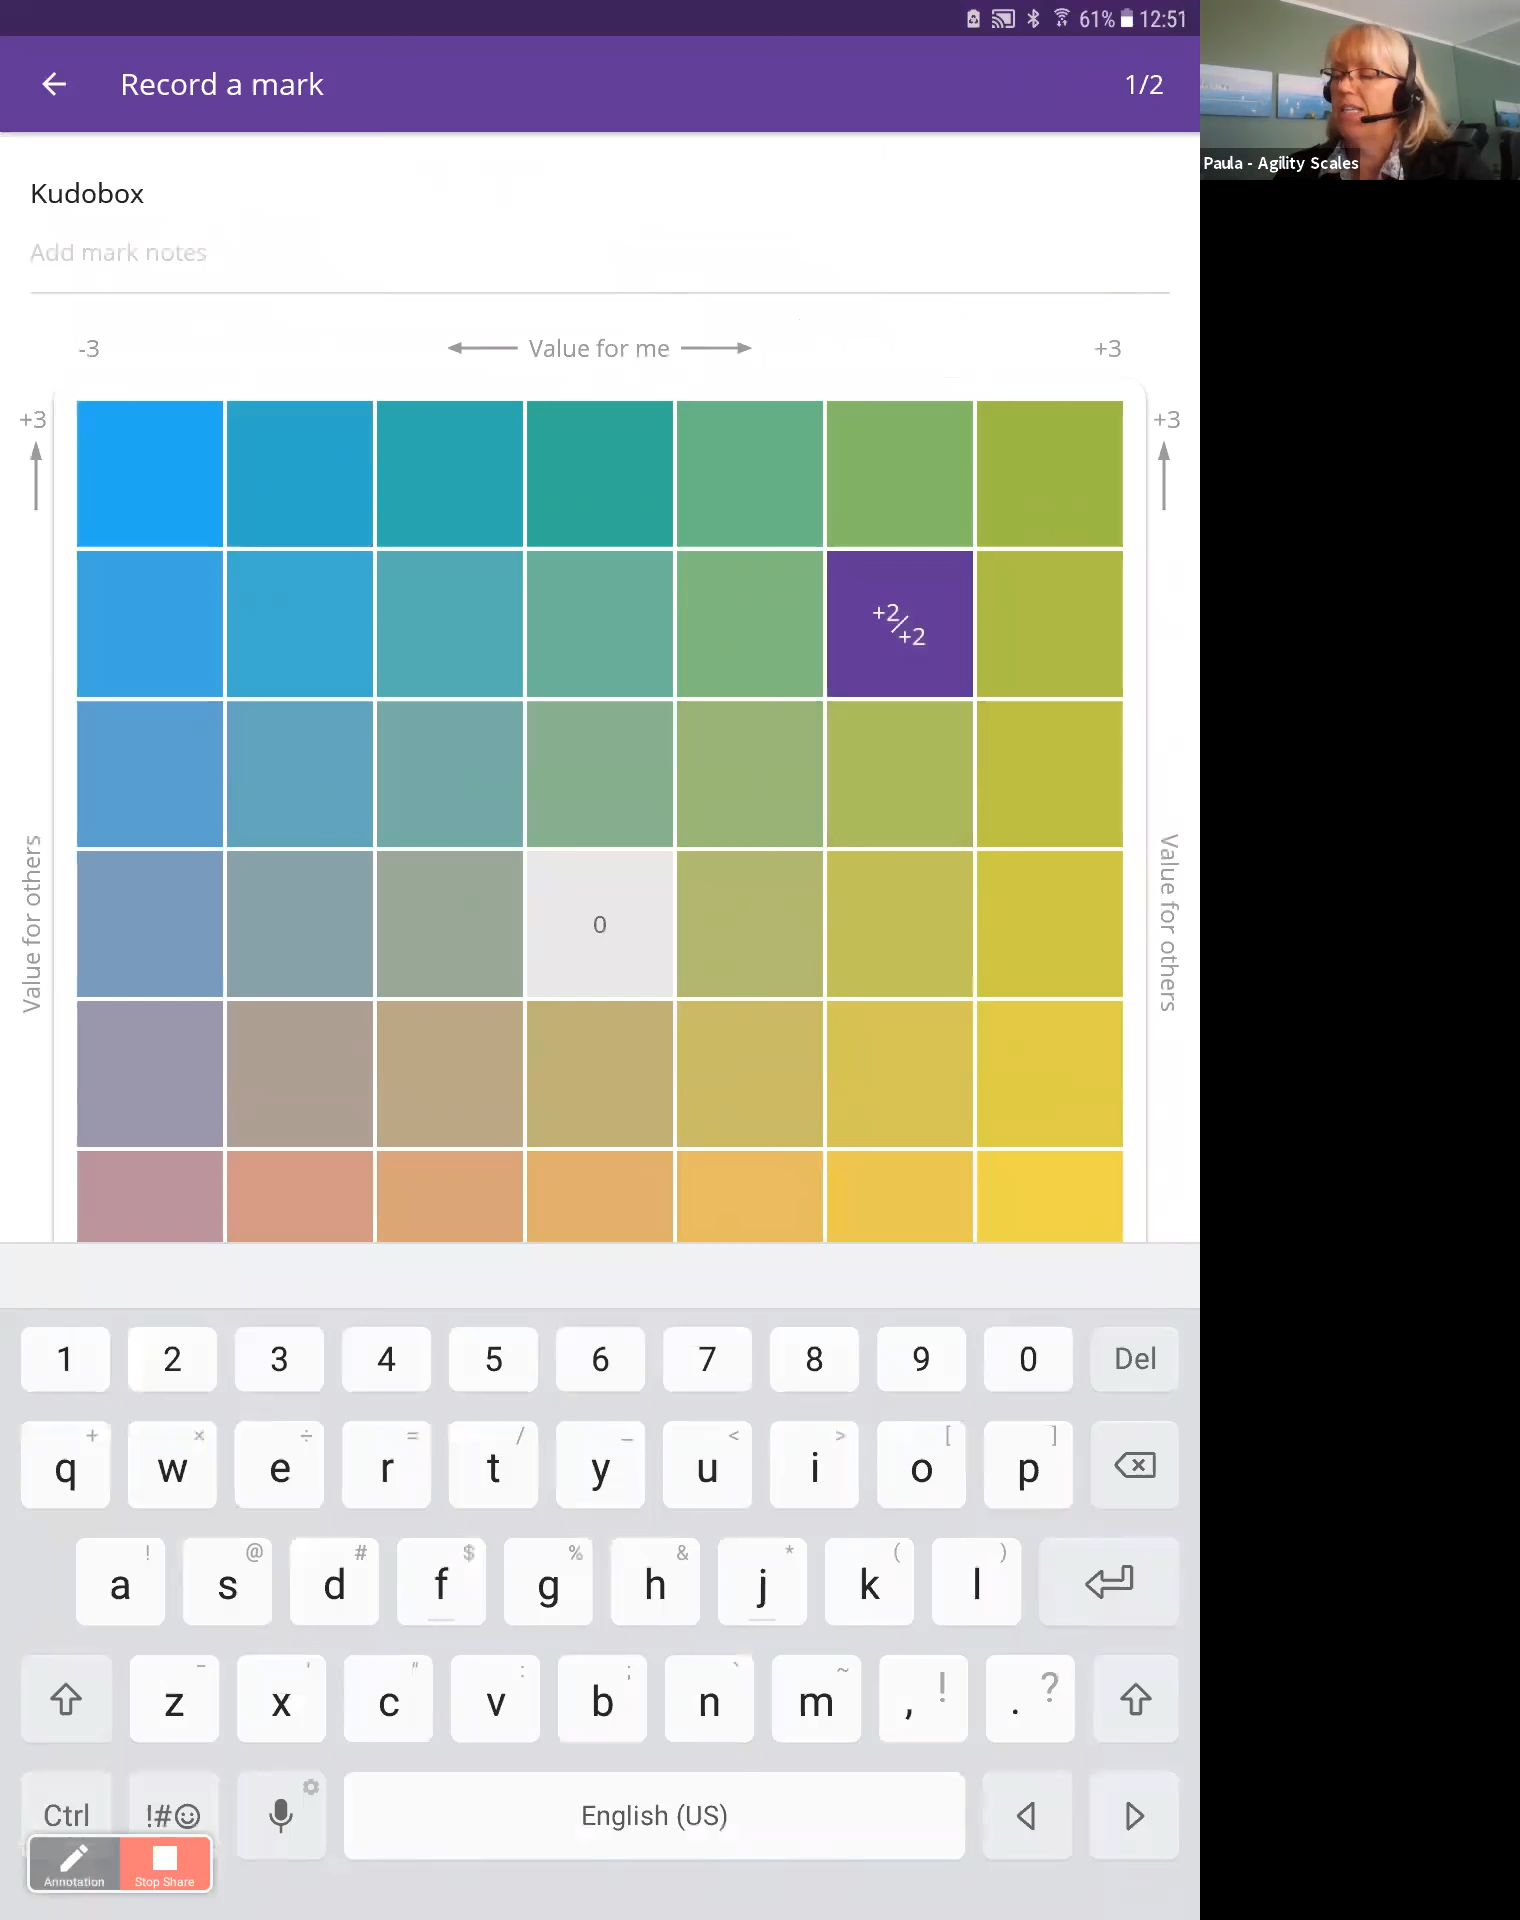 61% 12:51
Record a mark 1/2
Paula - Agility Scales
Kudobox
Add mark notes
-3 Value for me +3
+3 +3
+2/+2
Value for others 0 Value for others
1 2 3 4 5 6 7 8 9 0 Del
+ × ÷ = / _ < > [ ]
q w e r t y u i o p
! @ # $ % & * ( )
a s d f g h j k l
- ' " : ; ` ~ ! ?
z x c v b n m , .
Ctrl !#☺ English (US)
Annotation Stop Share